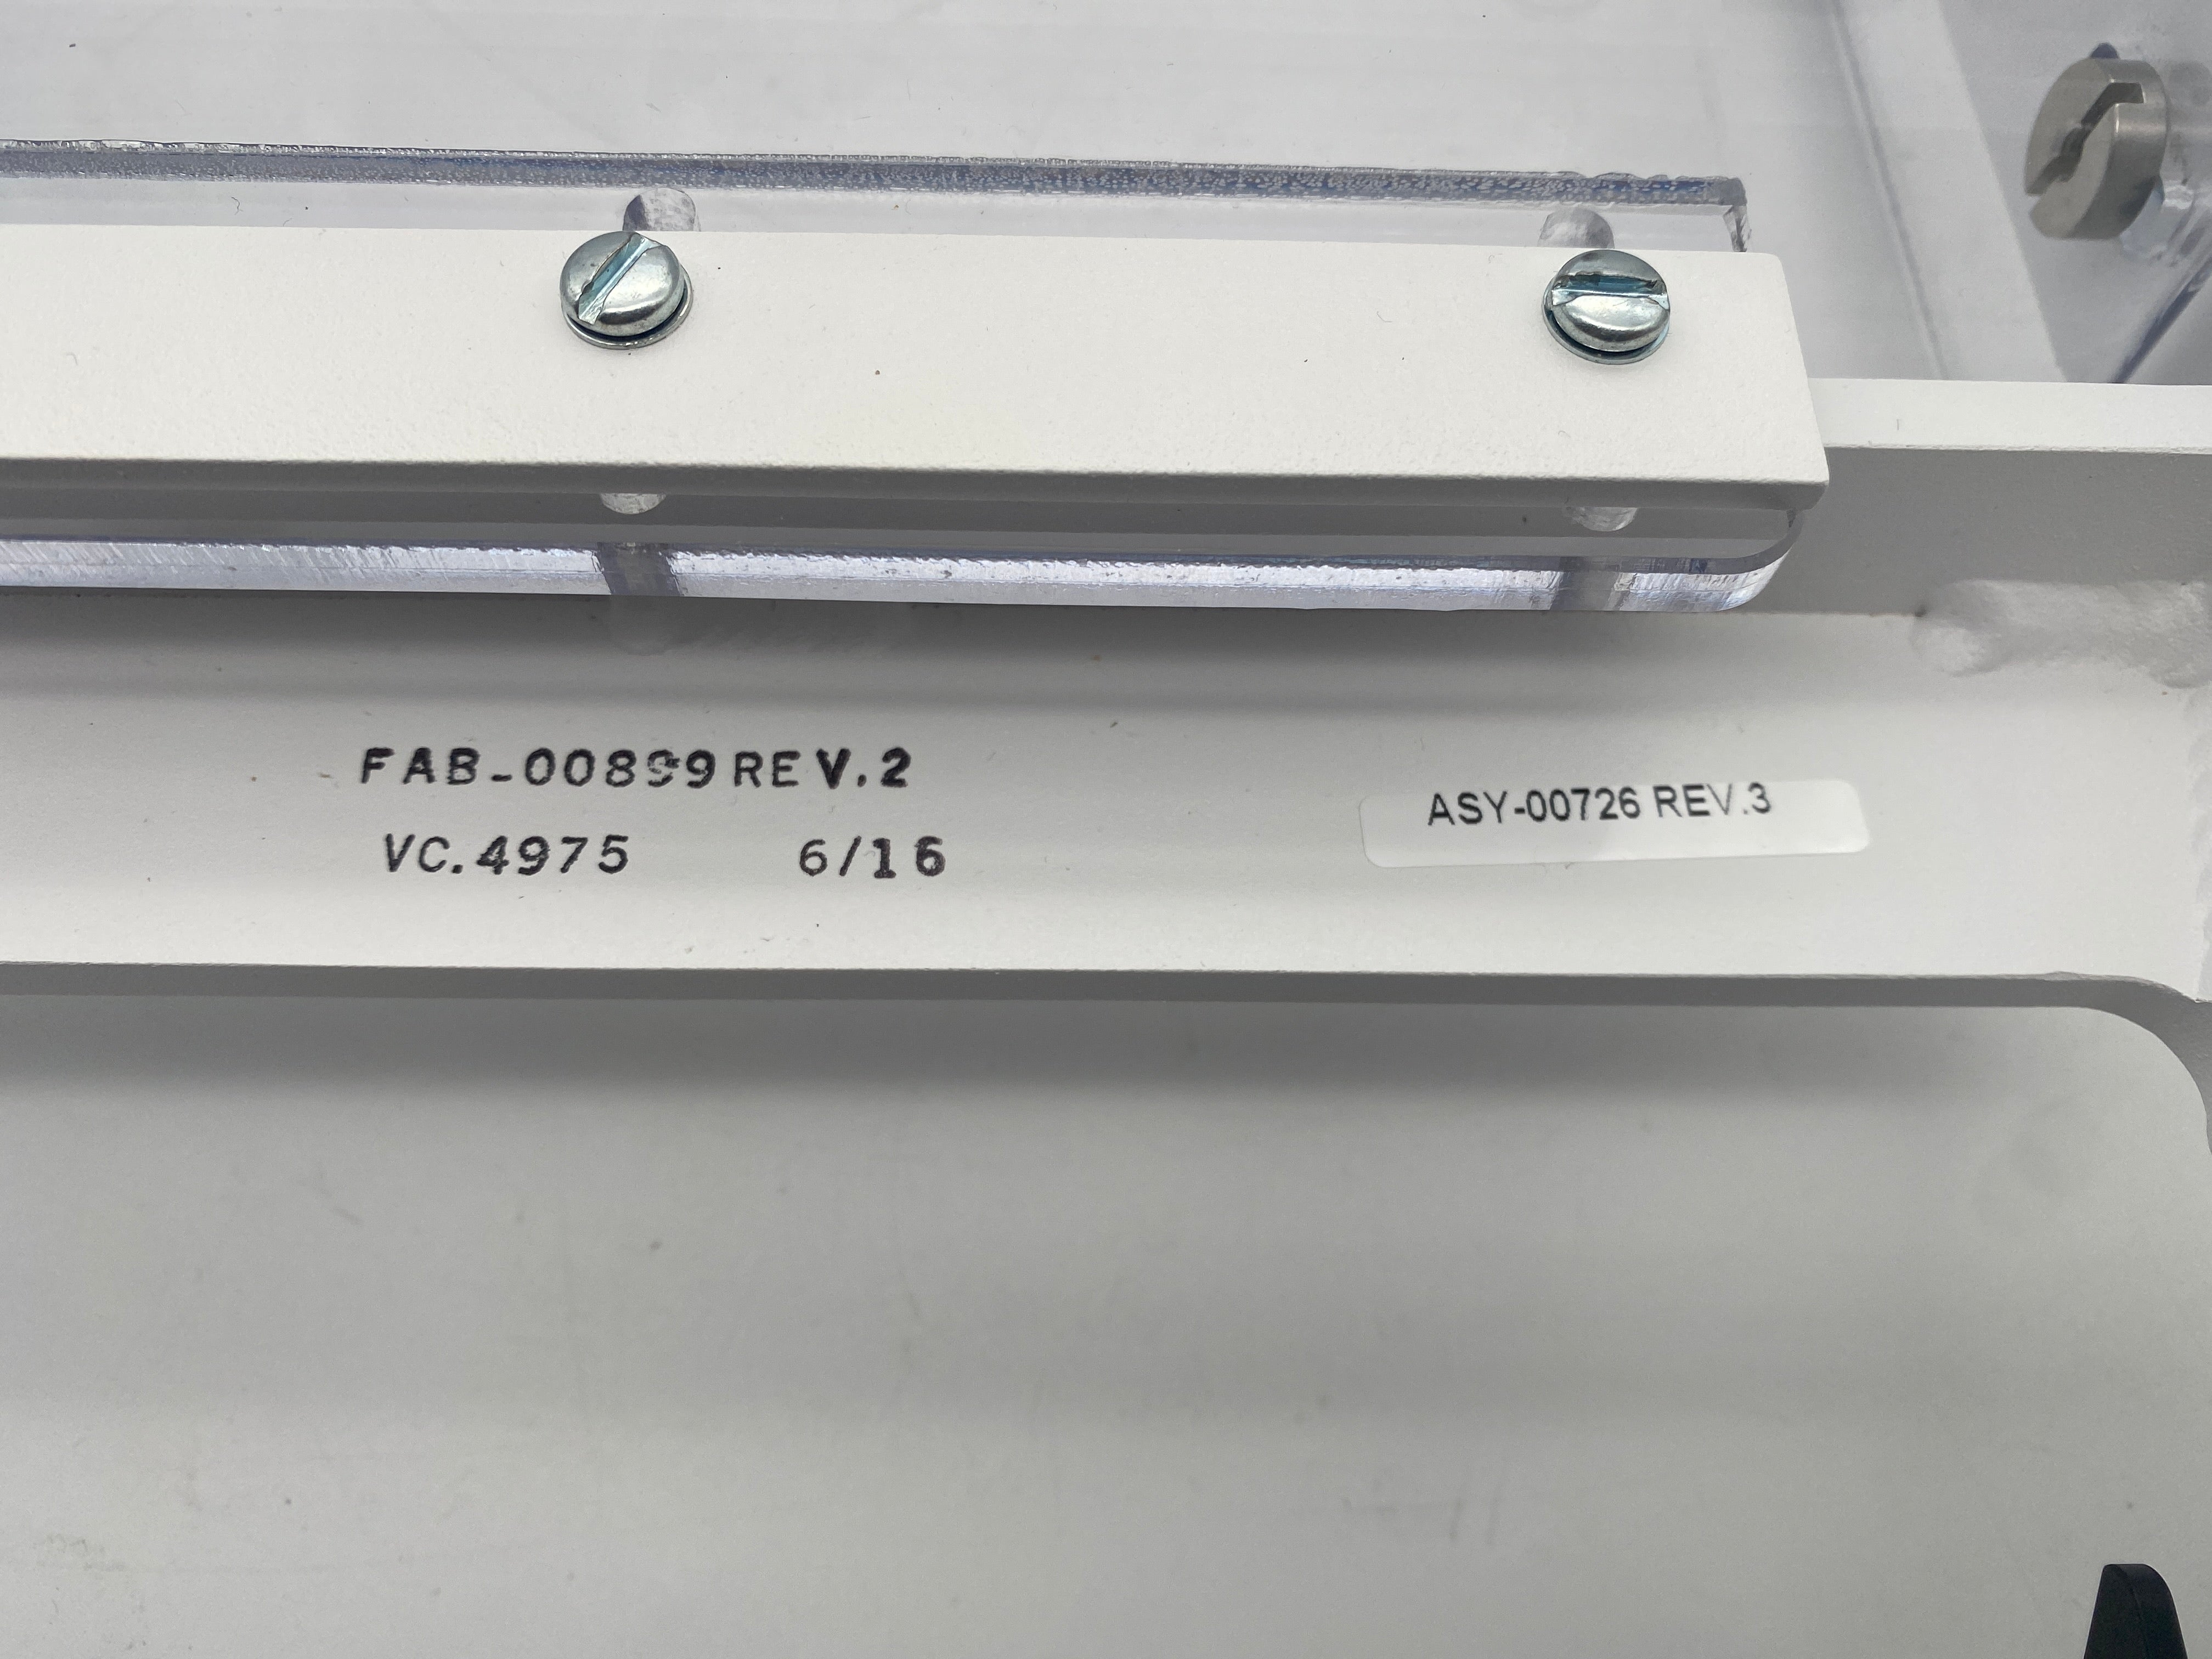 FAB-00899 REV.2
VC.4975 6/16
ASY-00726 REV.3